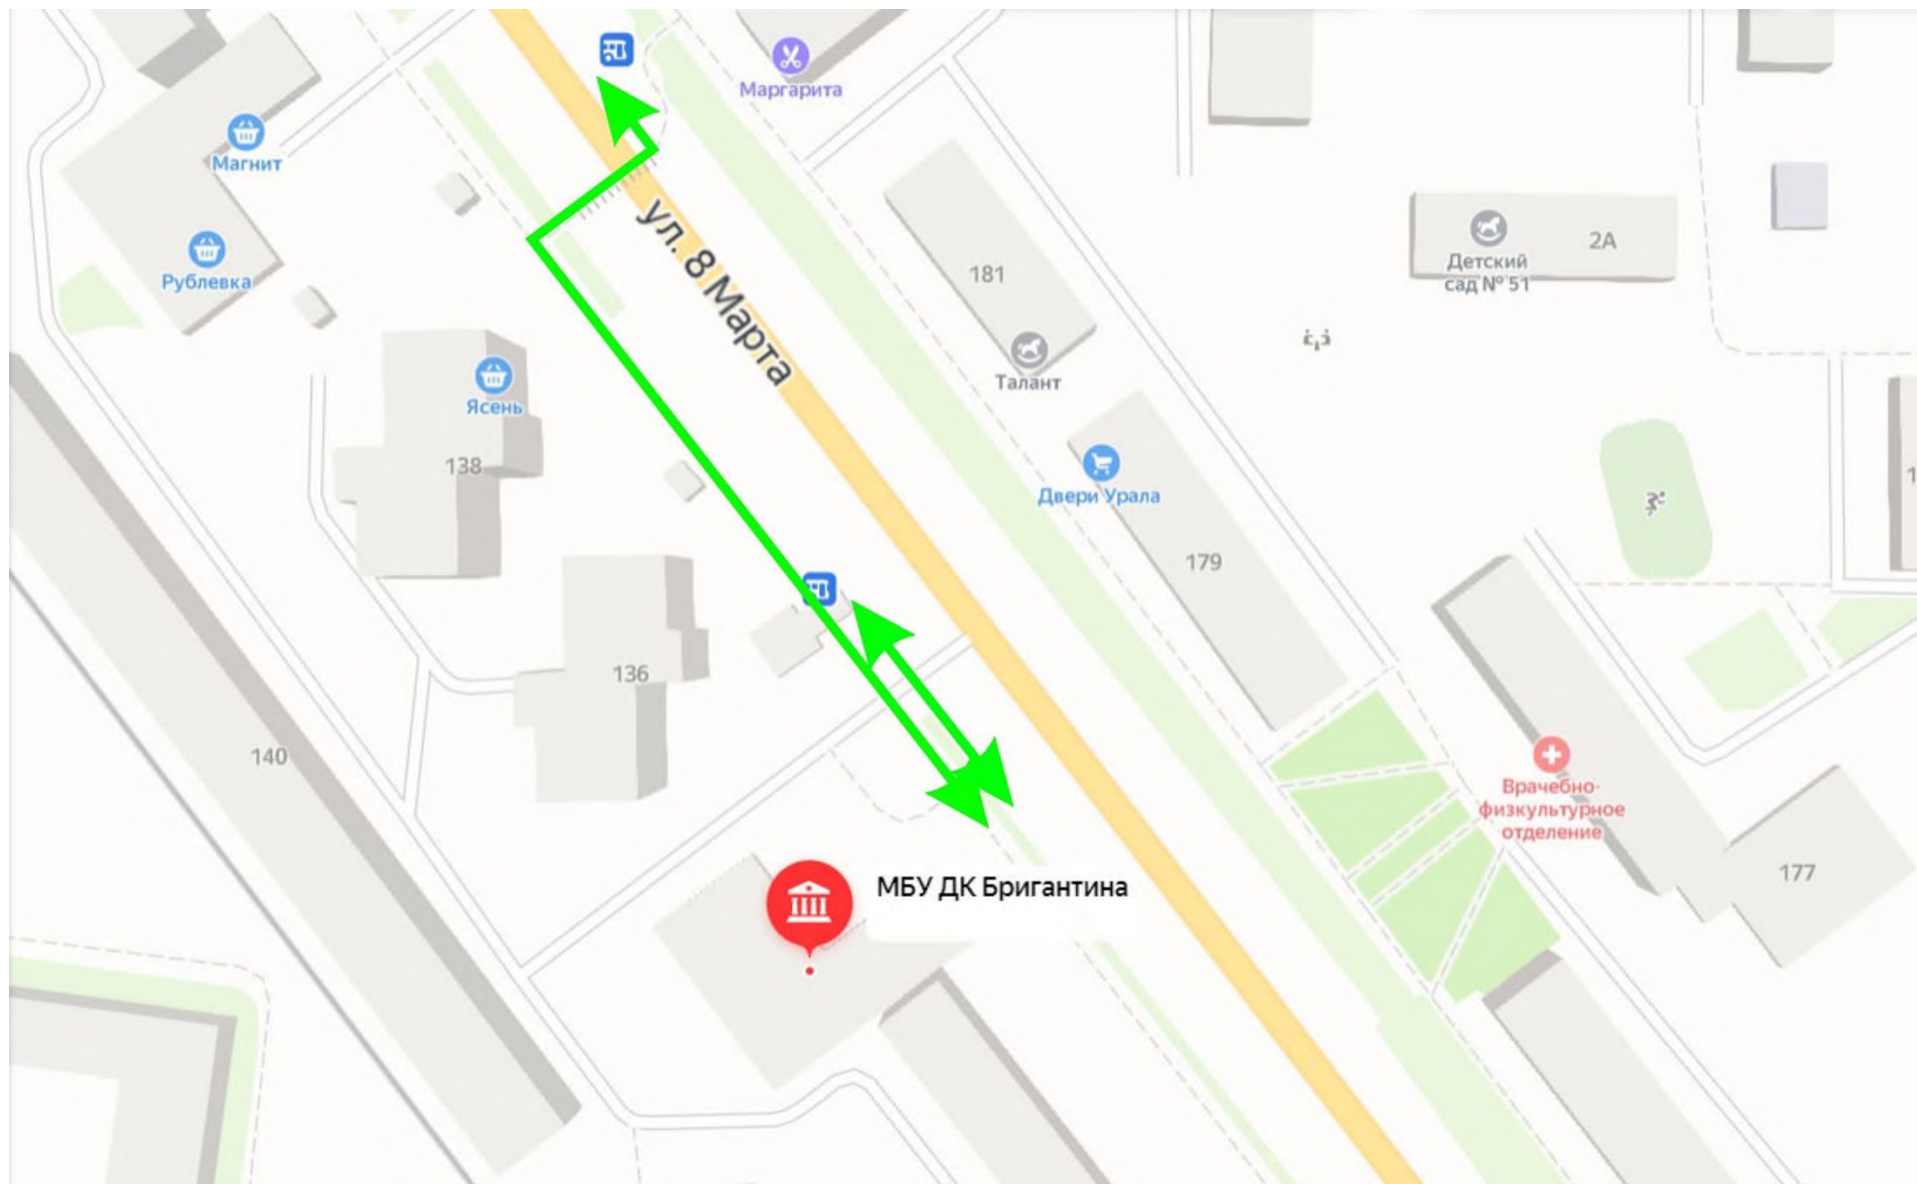 Маргарита
Магнит
Рублевка
ул. 8 Марта
2А
Детский
сад № 51
181
Талант
Ясень
138
Двери Урала
179
136
140
Врачебно-
физкультурное
отделение
177
МБУ ДК Бригантина